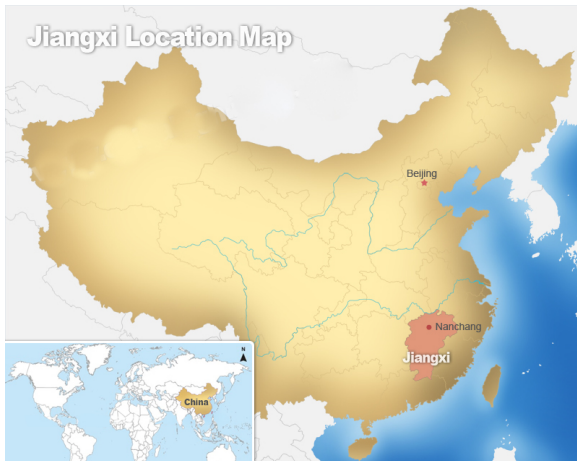 Jiangxi Location Map
Beijing
Nanchang
Jiangxi
N
China